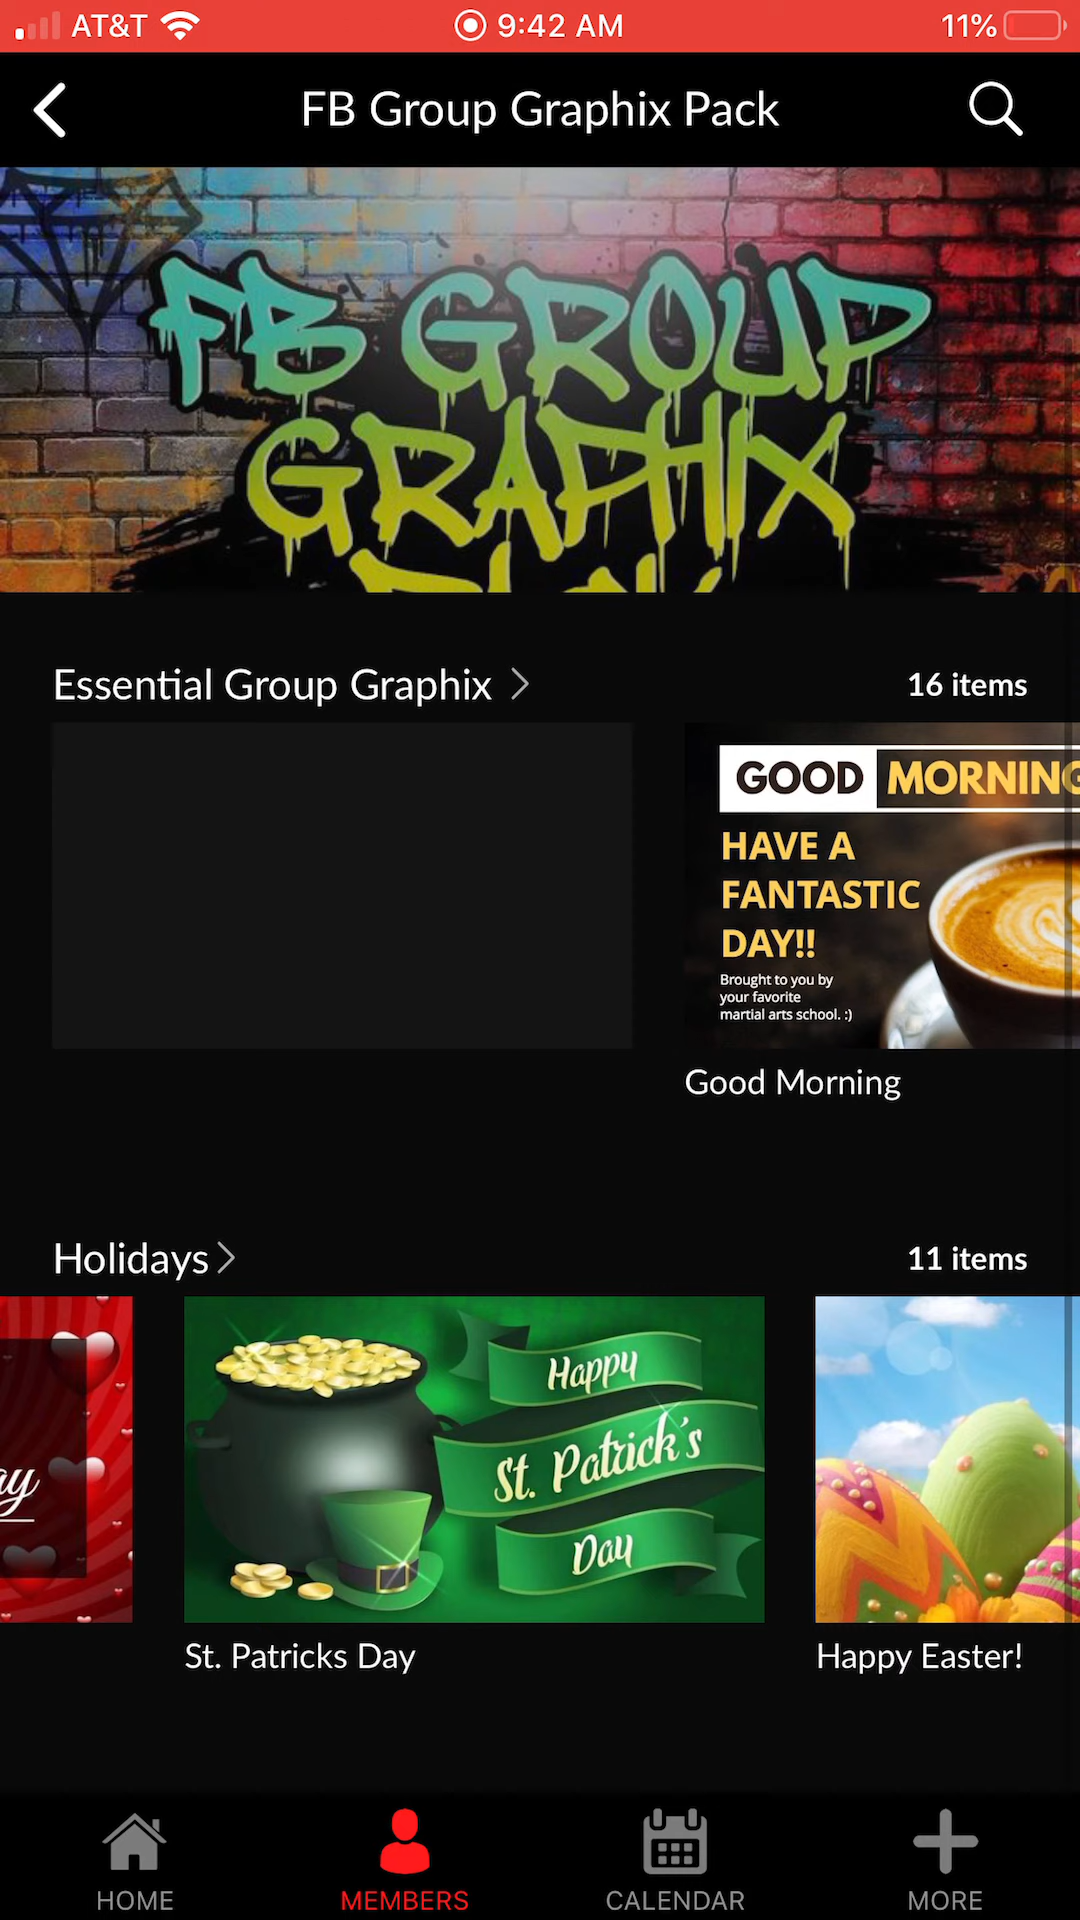 AT&T 9:42 AM 11%
FB Group Graphix Pack
FB GROUP
GRAPHIX
Essential Group Graphix 16 items
GOOD MORNING
HAVE A
FANTASTIC
DAY!!
Brought to you by
your favorite
martial arts school. :)
Good Morning
Holidays 11 items
Happy
St. Patrick's
Day
St. Patricks Day
Happy Easter!
HOME MEMBERS CALENDAR MORE